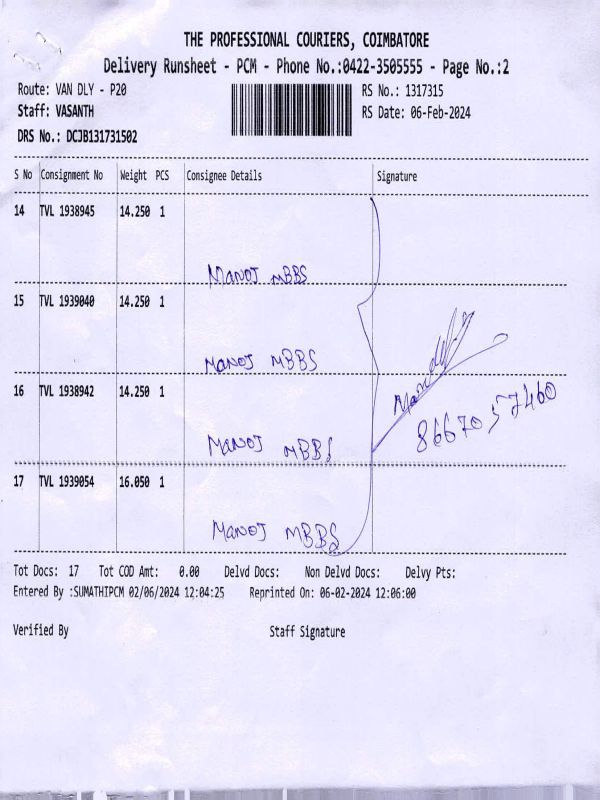 THE PROFESSIONAL COURIERS, COIMBATORE
Delivery Runsheet - PCM - Phone No.:0422-3505555 - Page No.:2
Route: VAN DLY - P20 RS No.: 1317315
Staff: VASANTH RS Date: 06-Feb-2024
DRS No.: DCJB131731502
S No Consignment No Weight PCS Consignee Details Signature
14 TVL 1938945 14.250 1
MANOJ MBBS
15 TVL 1939040 14.250 1
MANOJ MBBS
16 TVL 1938942 14.250 1
86670 57460
MANOJ MBBS
17 TVL 1939054 16.050 1
MANOJ MBBS
Tot Docs: 17 Tot COD Amt: 0.00 Delvd Docs: Non Delvd Docs: Delvy Pts:
Entered By :SUMATHIPCM 02/06/2024 12:04:25 Reprinted On: 06-02-2024 12:06:00
Verified By Staff Signature